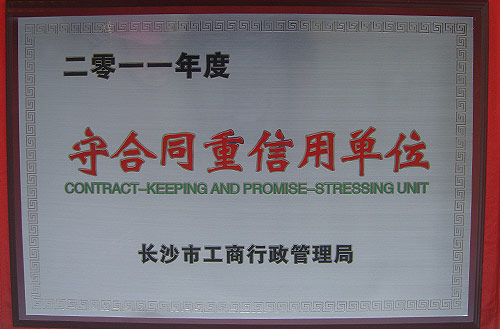 二零一一年度
守合同重信用单位
CONTRACT-KEEPING AND PROMISE-STRESSING UNIT
长沙市工商行政管理局